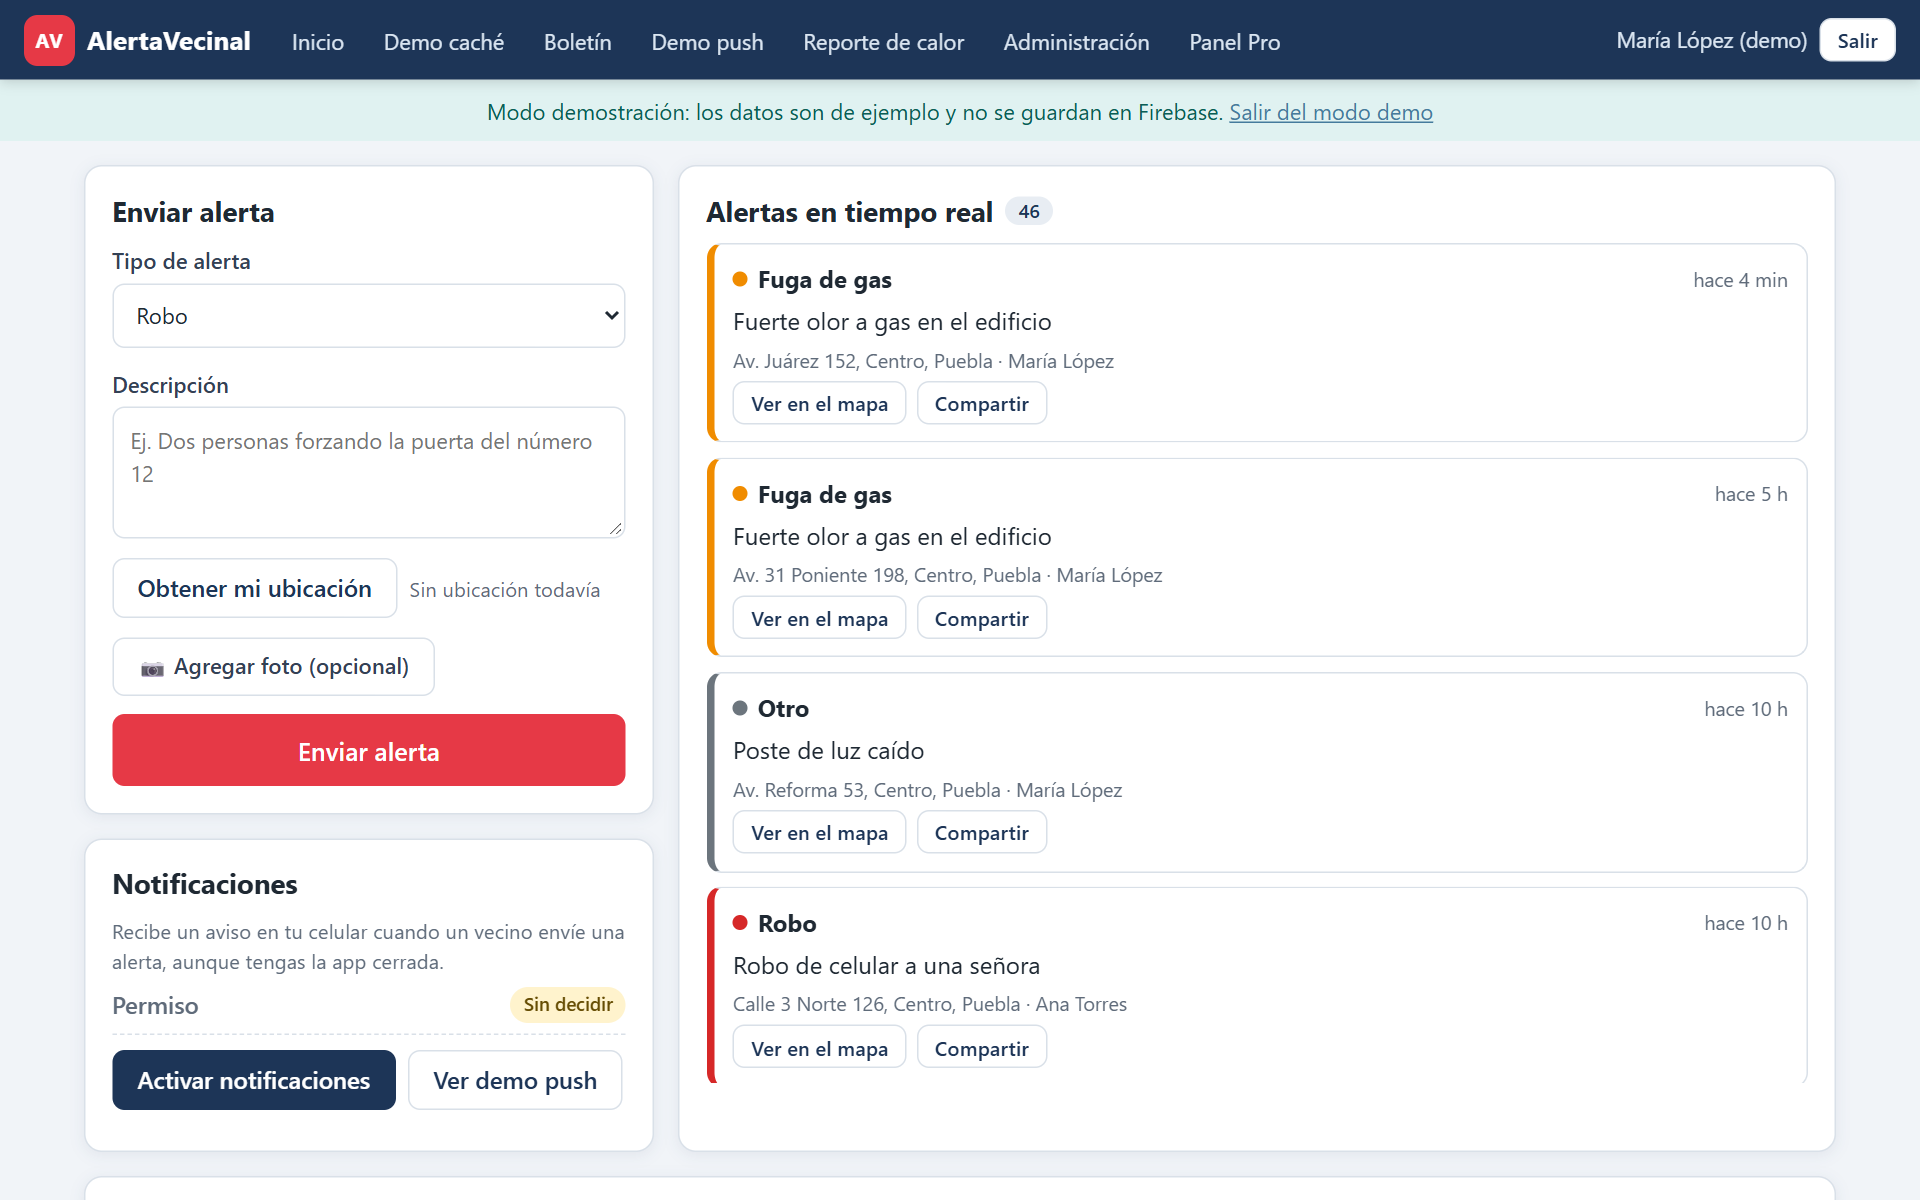 AV AlertaVecinal Inicio Demo caché Boletín Demo push Reporte de calor Administración Panel Pro María López (demo) Salir
Modo demostración: los datos son de ejemplo y no se guardan en Firebase. Salir del modo demo
Enviar alerta
Tipo de alerta
Robo
Descripción
Ej. Dos personas forzando la puerta del número
12
Obtener mi ubicación Sin ubicación todavía
Agregar foto (opcional)
Enviar alerta
Notificaciones
Recibe un aviso en tu celular cuando un vecino envíe una
alerta, aunque tengas la app cerrada.
Permiso Sin decidir
Activar notificaciones Ver demo push
Alertas en tiempo real 46
Fuga de gas hace 4 min
Fuerte olor a gas en el edificio
Av. Juárez 152, Centro, Puebla · María López
Ver en el mapa Compartir
Fuga de gas hace 5 h
Fuerte olor a gas en el edificio
Av. 31 Poniente 198, Centro, Puebla · María López
Ver en el mapa Compartir
Otro hace 10 h
Poste de luz caído
Av. Reforma 53, Centro, Puebla · María López
Ver en el mapa Compartir
Robo hace 10 h
Robo de celular a una señora
Calle 3 Norte 126, Centro, Puebla · Ana Torres
Ver en el mapa Compartir